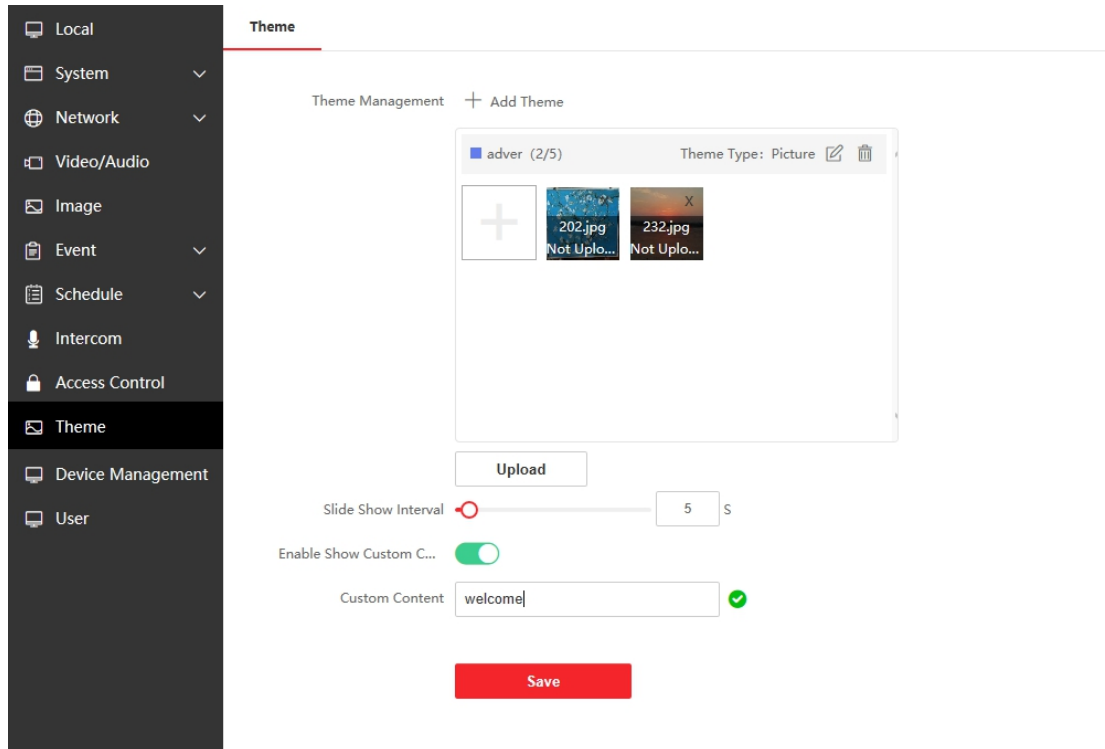 Local
System
Network
Video/Audio
Image
Event
Schedule
Intercom
Access Control
Theme
Device Management
User
Theme
Theme Management + Add Theme
adver (2/5) Theme Type: Picture
X X
202.jpg 232.jpg
Not Uplo... Not Uplo...
Upload
Slide Show Interval 5 S
Enable Show Custom C...
Custom Content welcome
Save